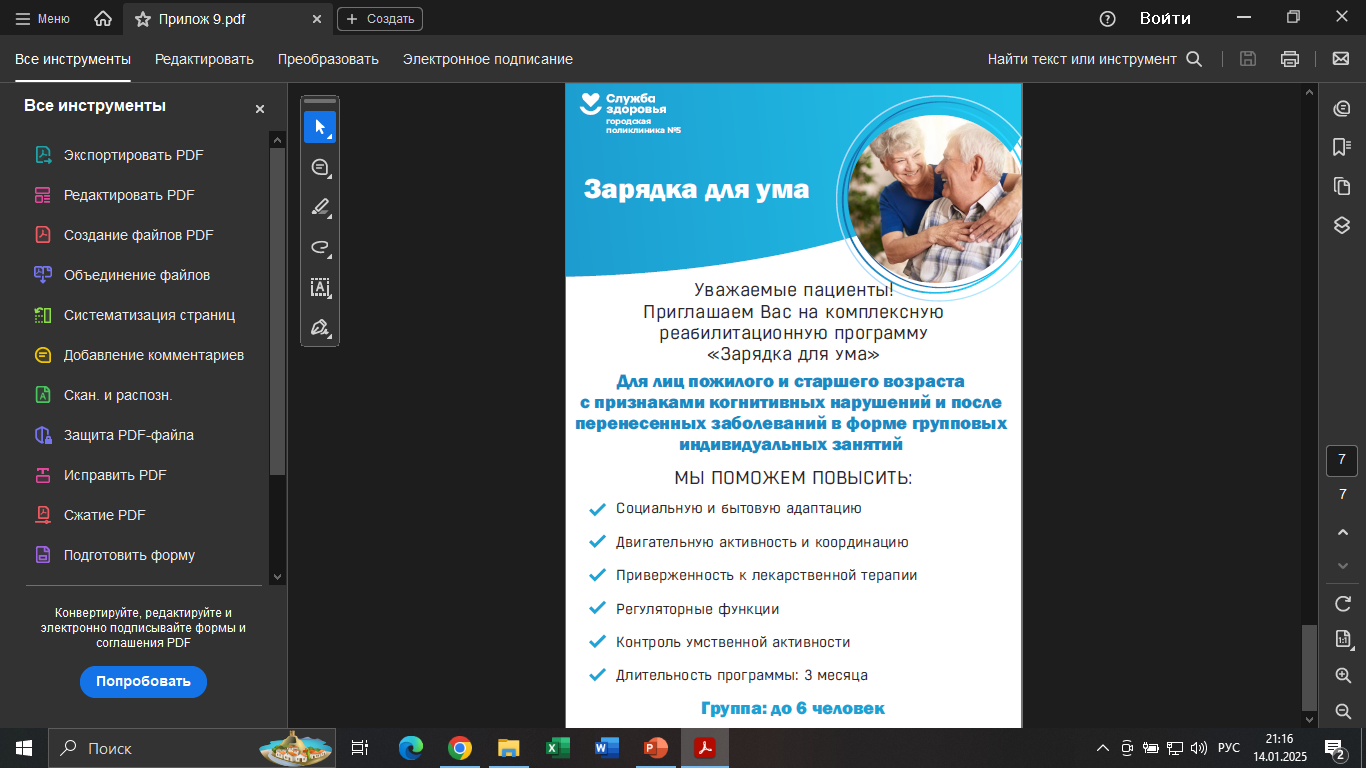 Меню
Прилож 9.pdf
Создать
Войти
Все инструменты
Редактировать
Преобразовать
Электронное подписание
Найти текст или инструмент
Все инструменты
Экспортировать PDF
Редактировать PDF
Создание файлов PDF
Объединение файлов
Систематизация страниц
Добавление комментариев
Скан. и распозн.
Защита PDF-файла
Исправить PDF
Сжатие PDF
Подготовить форму
Конвертируйте, редактируйте и
электронно подписывайте формы и
соглашения PDF
Попробовать
Служба
здоровья
городская
поликлиника №5
Зарядка для ума
Уважаемые пациенты!
Приглашаем Вас на комплексную
реабилитационную программу
«Зарядка для ума»
Для лиц пожилого и старшего возраста
с признаками когнитивных нарушений и после
перенесенных заболеваний в форме групповых
индивидуальных занятий
МЫ ПОМОЖЕМ ПОВЫСИТЬ:
Социальную и бытовую адаптацию
Двигательную активность и координацию
Приверженность к лекарственной терапии
Регуляторные функции
Контроль умственной активности
Длительность программы: 3 месяца
Группа: до 6 человек
7
7
1:1
Поиск
РУС
21:16
14.01.2025
2